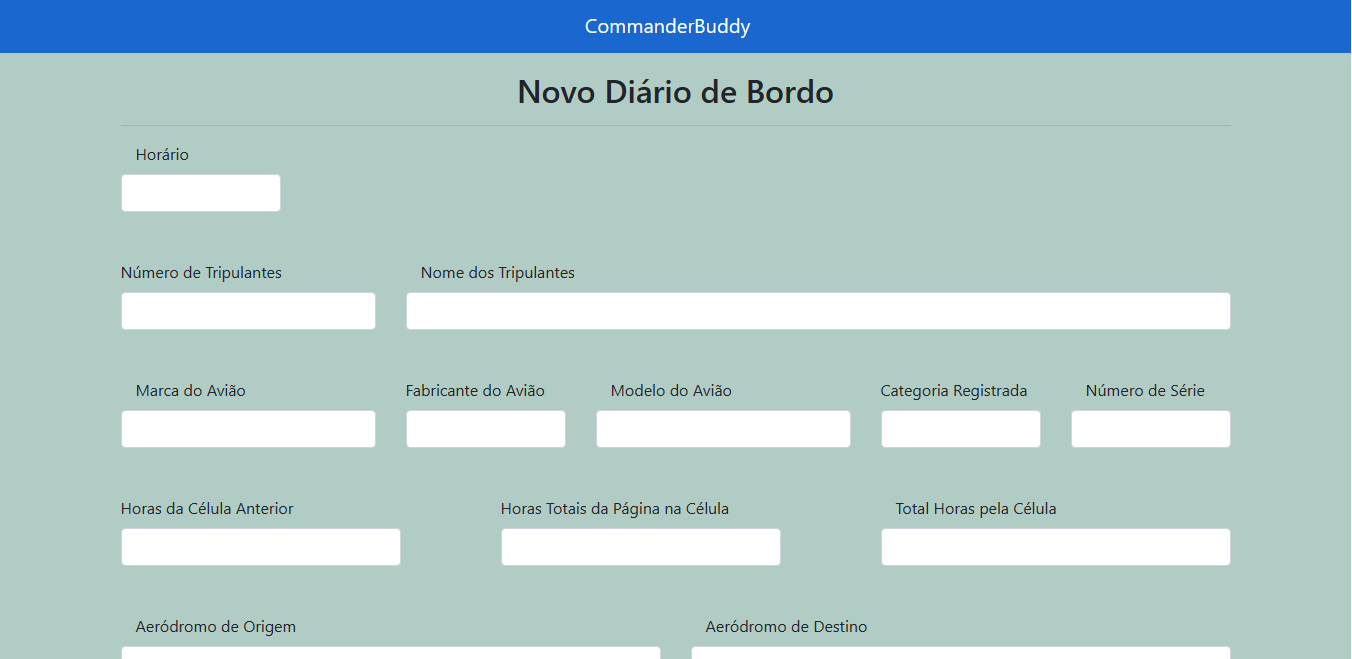 CommanderBuddy
Novo Diário de Bordo
Horário
Número de Tripulantes Nome dos Tripulantes
Marca do Avião Fabricante do Avião Modelo do Avião Categoria Registrada Número de Série
Horas da Célula Anterior Horas Totais da Página na Célula Total Horas pela Célula
Aeródromo de Origem Aeródromo de Destino